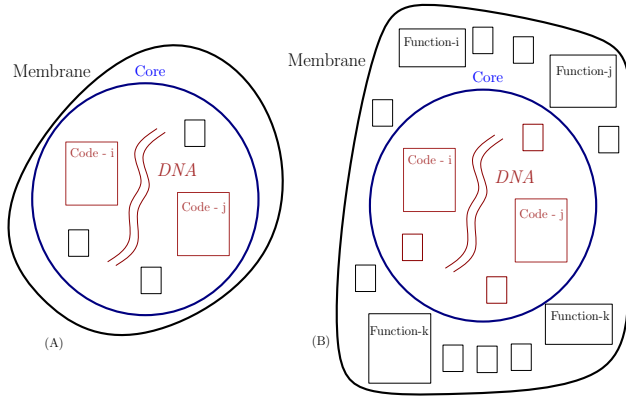 Membrane
Core
Code - i
DNA
Code - j
(A)
Function-i
Membrane
Core
Function-j
Code - i
DNA
Code - j
Function-k
Function-k
(B)